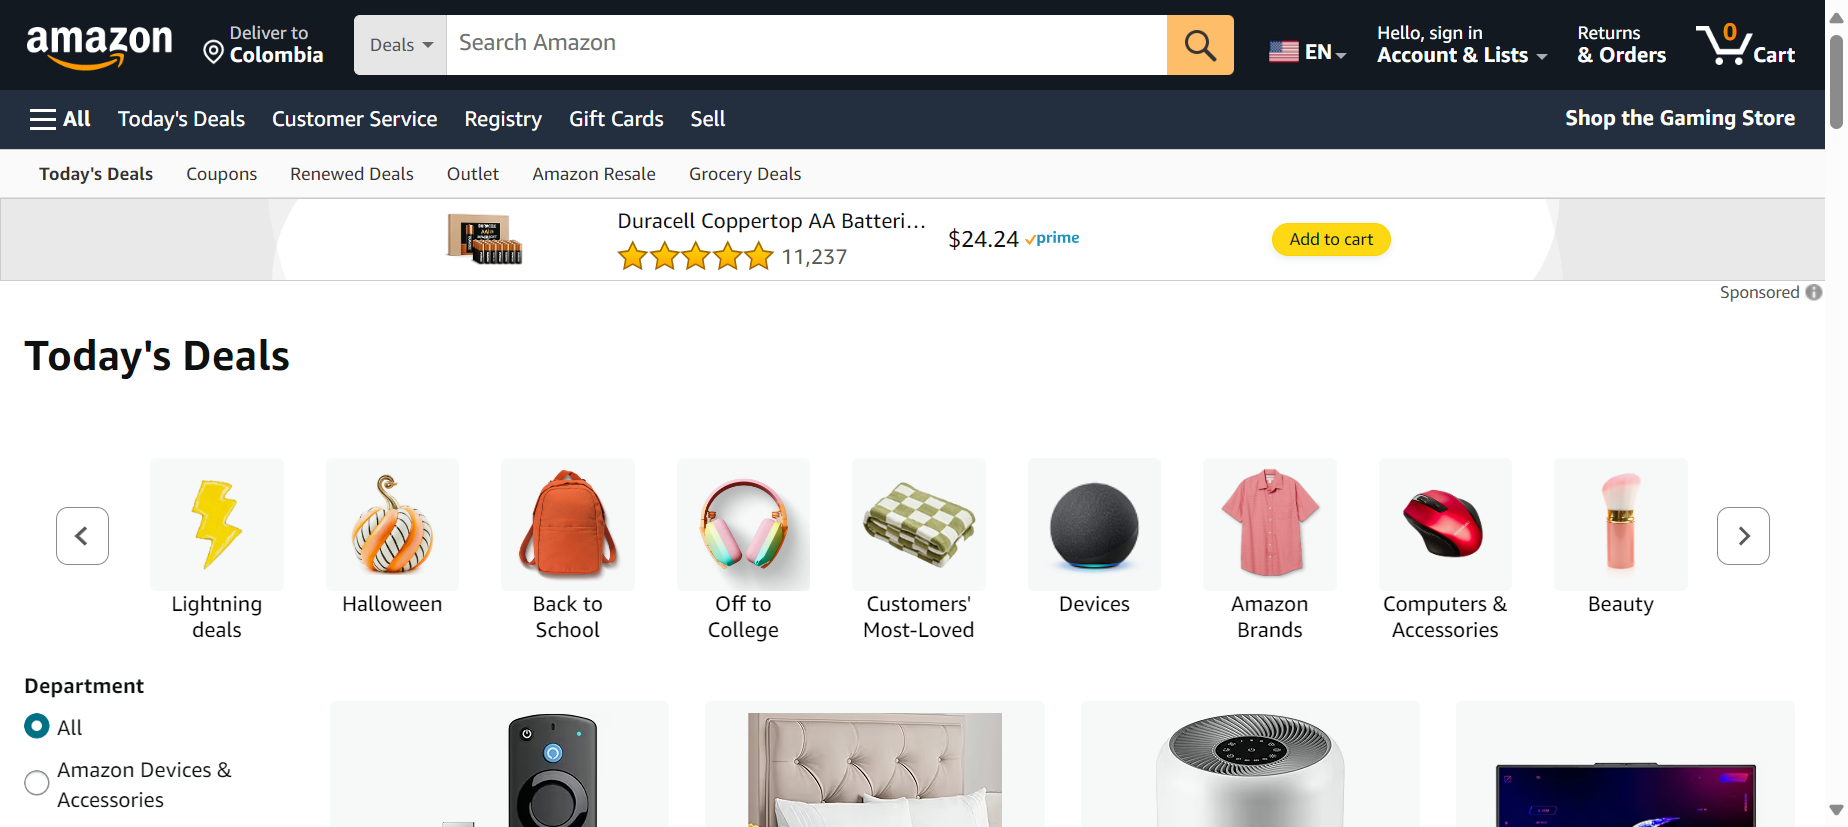 amazon
Deliver to
Colombia
Deals
Search Amazon
EN
Hello, sign in
Account & Lists
Returns
& Orders
0
Cart
All
Today's Deals
Customer Service
Registry
Gift Cards
Sell
Shop the Gaming Store
Today's Deals
Coupons
Renewed Deals
Outlet
Amazon Resale
Grocery Deals
Duracell Coppertop AA Batteri...
11,237
$24.24
prime
Add to cart
Sponsored
Today's Deals
Lightning
deals
Halloween
Back to
School
Off to
College
Customers'
Most-Loved
Devices
Amazon
Brands
Computers &
Accessories
Beauty
Department
All
Amazon Devices &
Accessories